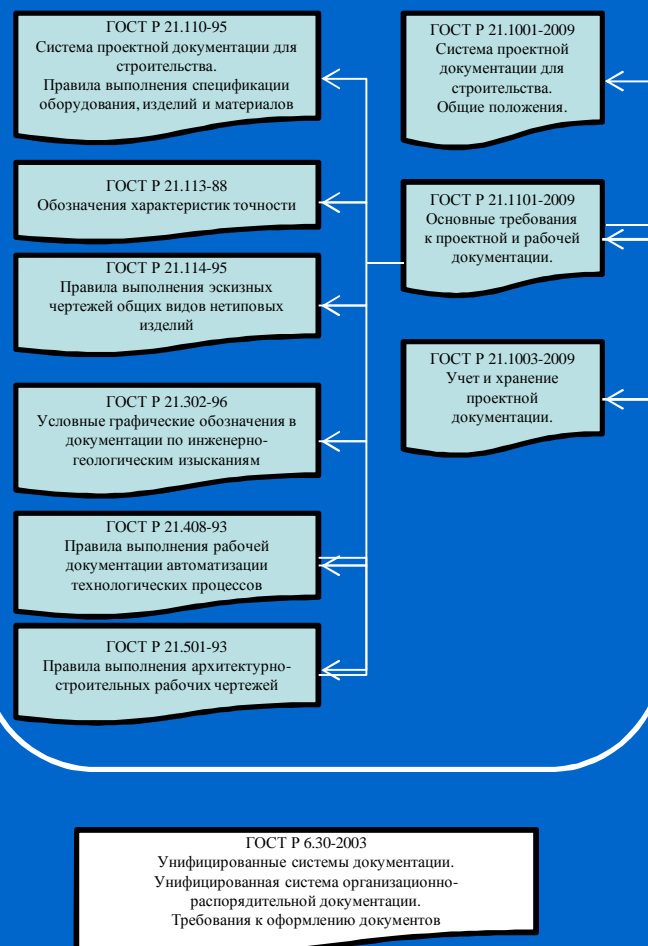 ГОСТ Р 21.110-95
Система проектной документации для
строительства.
Правила выполнения спецификации
оборудования, изделий и материалов
ГОСТ Р 21.113-88
Обозначения характеристик точности
ГОСТ Р 21.114-95
Правила выполнения эскизных
чертежей общих видов нетиповых
изделий
ГОСТ Р 21.302-96
Условные графические обозначения в
документации по инженерно-
геологическим изысканиям
ГОСТ Р 21.408-93
Правила выполнения рабочей
документации автоматизации
технологических процессов
ГОСТ Р 21.501-93
Правила выполнения архитектурно-
строительных рабочих чертежей
ГОСТ Р 21.1001-2009
Система проектной
документации для
строительства.
Общие положения.
ГОСТ Р 21.1101-2009
Основные требования
к проектной и рабочей
документации.
ГОСТ Р 21.1003-2009
Учет и хранение
проектной
документации.
ГОСТ Р 6.30-2003
Унифицированные системы документации.
Унифицированная система организационно-
распорядительной документации.
Требования к оформлению документов